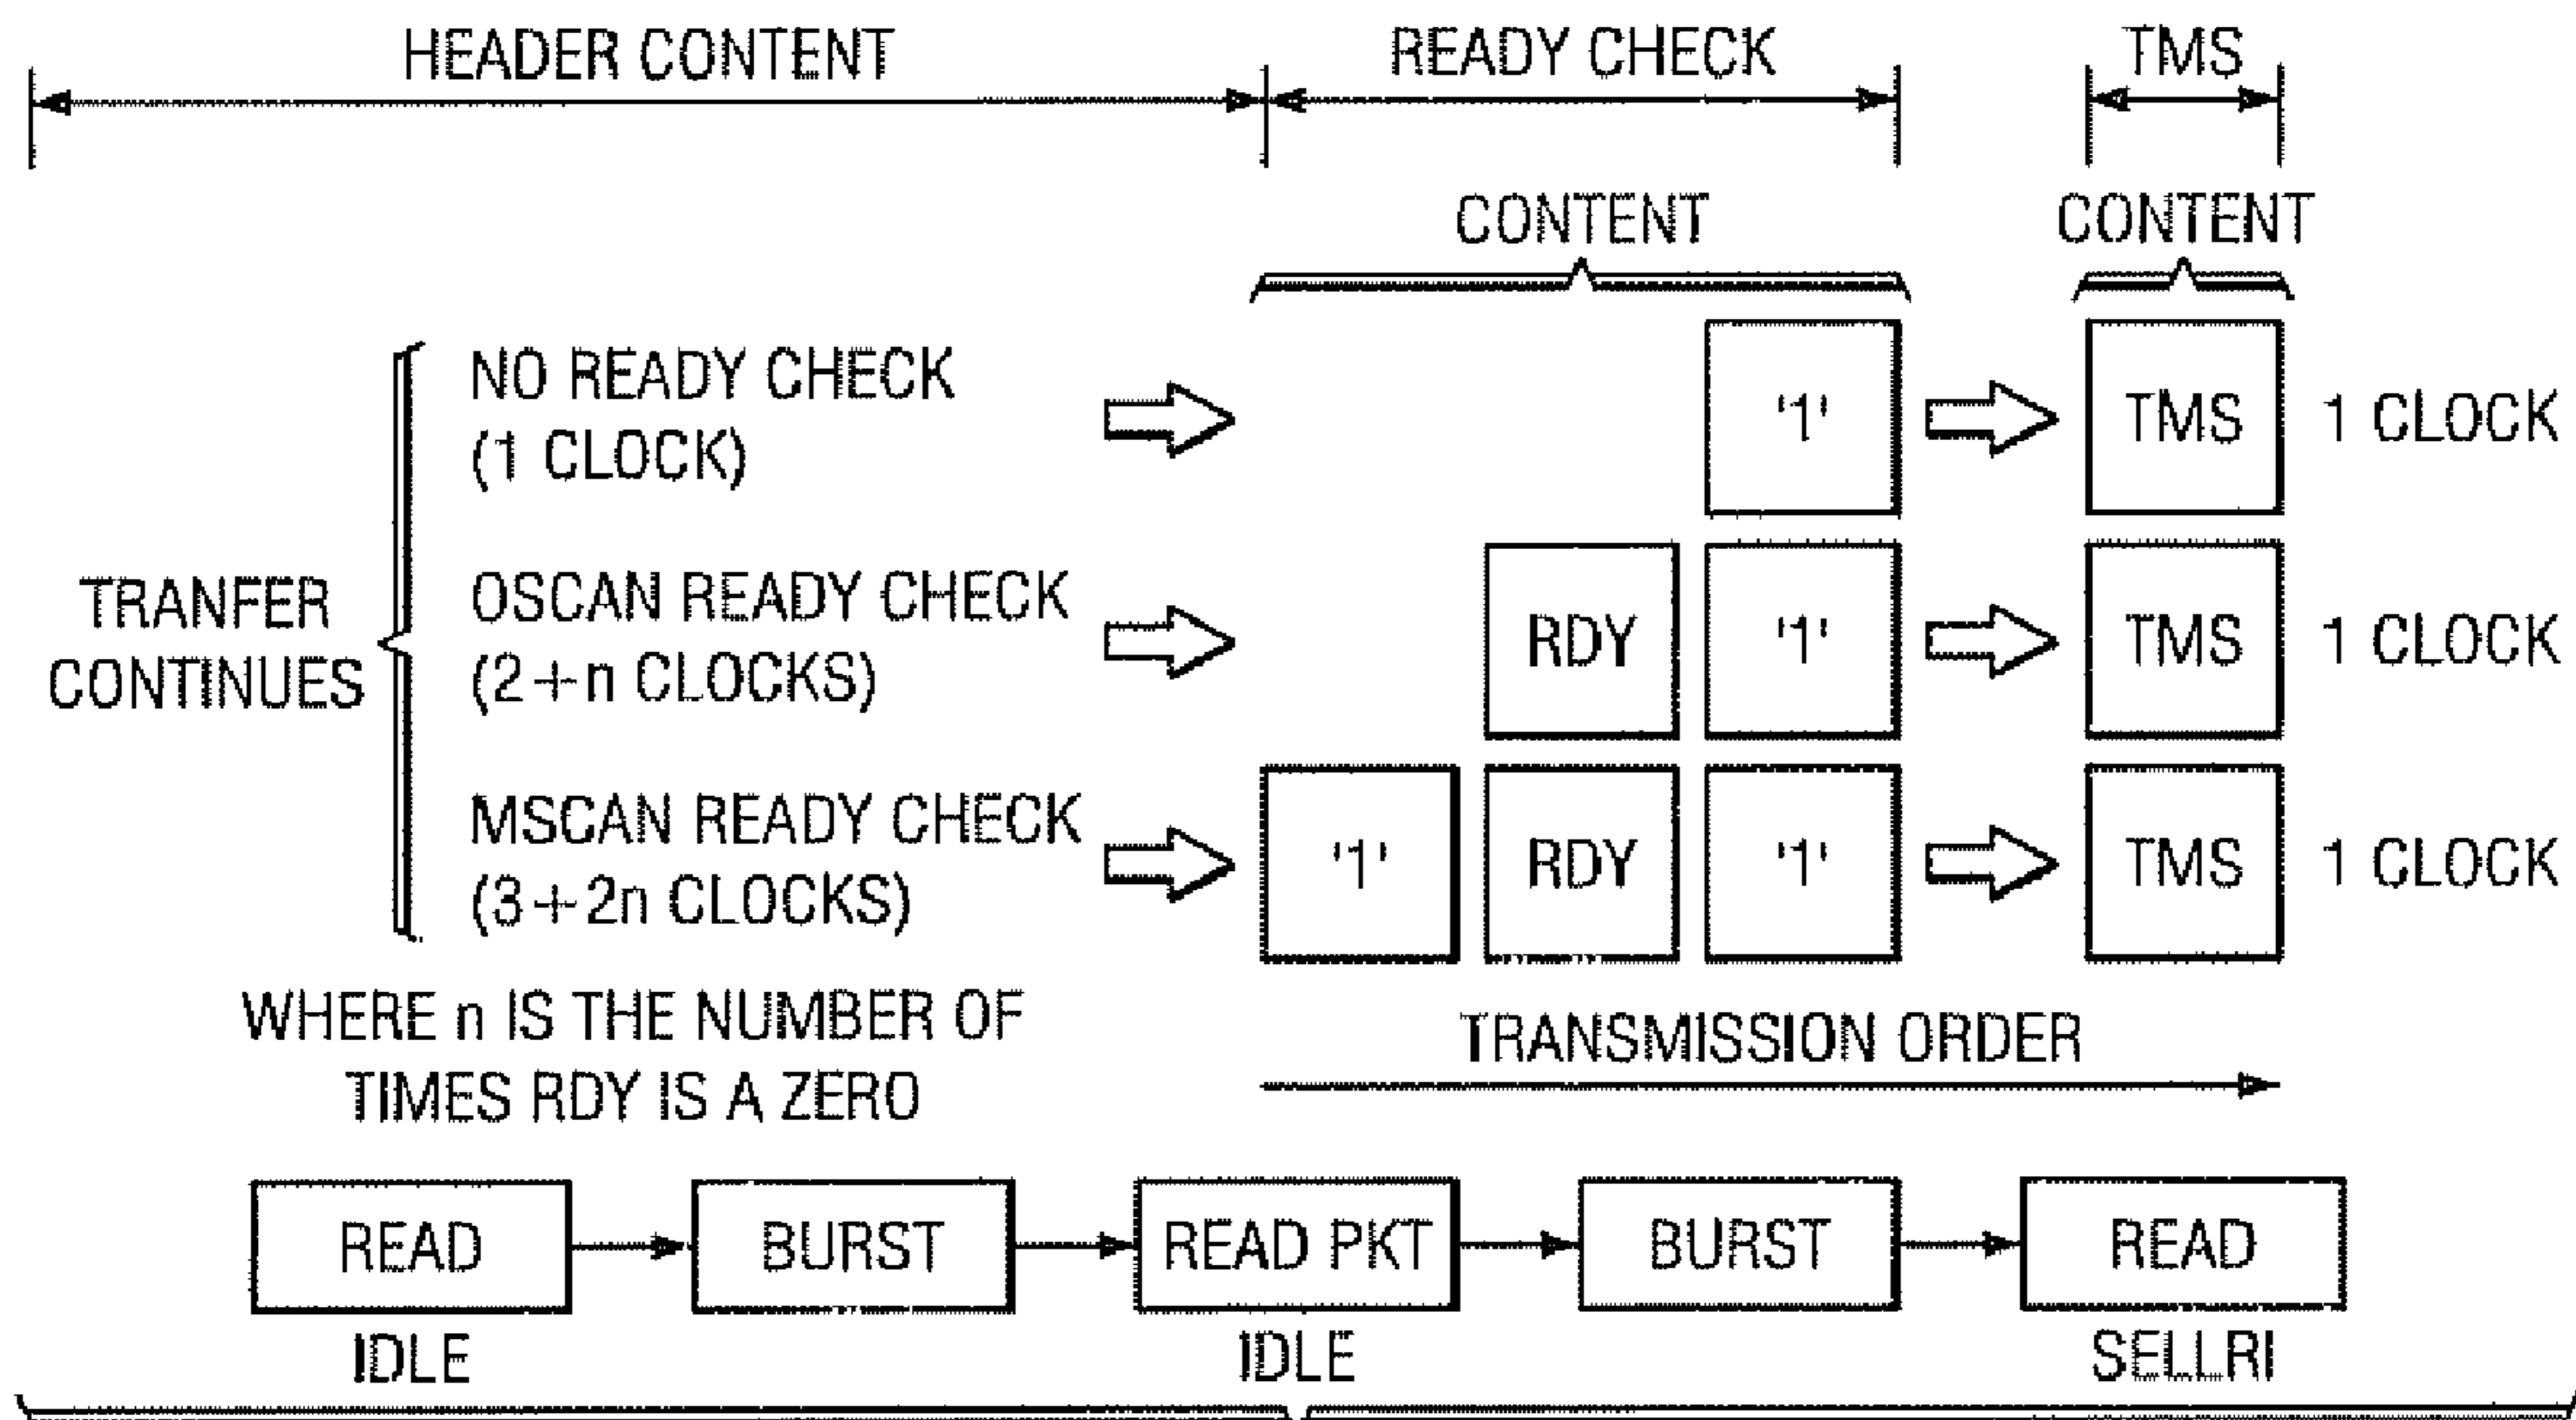 HEADER CONTENT
READY CHECK
TMS
CONTENT
CONTENT
NO READY CHECK
(1 CLOCK)
'1'
TMS
1 CLOCK
TRANFER
CONTINUES
OSCAN READY CHECK
(2+n CLOCKS)
RDY
'1'
TMS
1 CLOCK
MSCAN READY CHECK
(3+2n CLOCKS)
'1'
RDY
'1'
TMS
1 CLOCK
WHERE n IS THE NUMBER OF
TIMES RDY IS A ZERO
TRANSMISSION ORDER
READ
BURST
READ PKT
BURST
READ
IDLE
IDLE
SELLRI